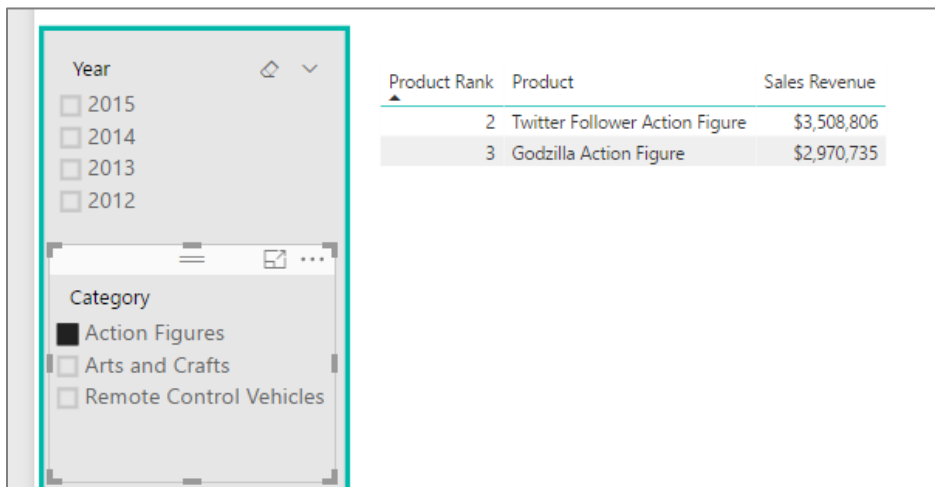 Year
2015
2014
2013
2012
Category
Action Figures
Arts and Crafts
Remote Control Vehicles
Product Rank Product Sales Revenue
2 Twitter Follower Action Figure $3,508,806
3 Godzilla Action Figure $2,970,735